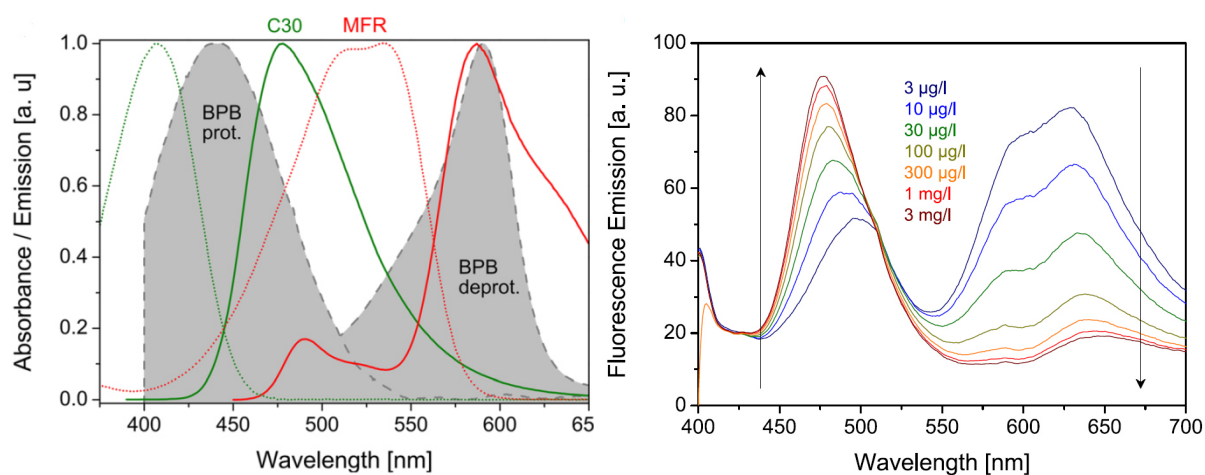 C30 MFR
Absorbance / Emission [a. u]
1.0
0.8
0.6
0.4
0.2
0.0
BPB
prot.
BPB
deprot.
400 450 500 550 600 65
Wavelength [nm]
Fluorescence Emission [a. u.]
100
80
60
40
20
0
3 µg/l
10 µg/l
30 µg/l
100 µg/l
300 µg/l
1 mg/l
3 mg/l
400 450 500 550 600 650 700
Wavelength [nm]